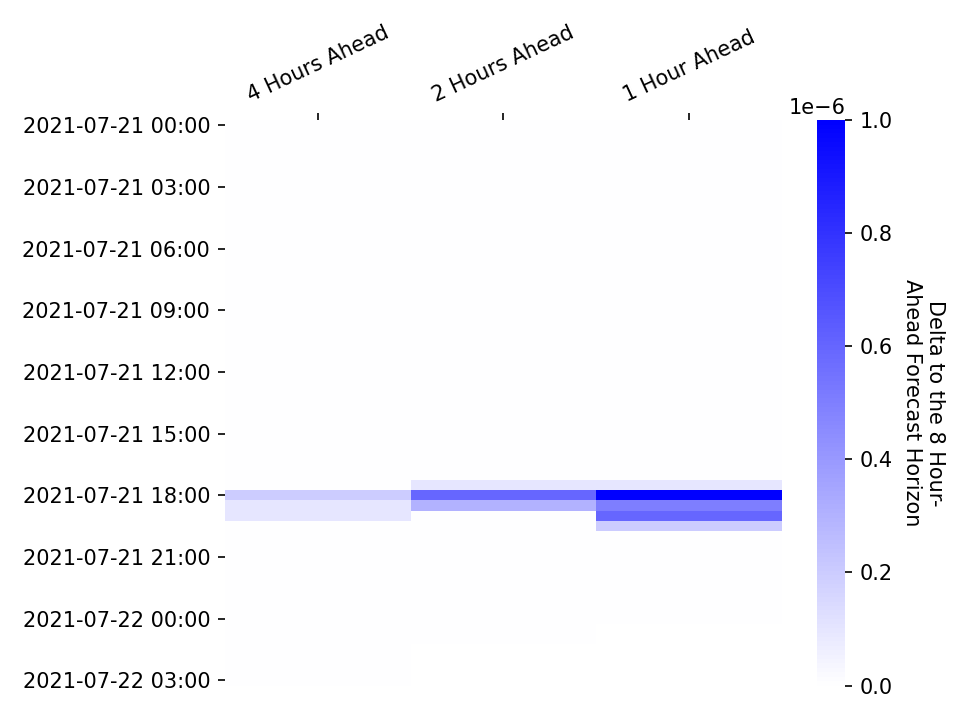 4 Hours Ahead
2 Hours Ahead
1 Hour Ahead
2021-07-21 00:00
2021-07-21 03:00
2021-07-21 06:00
2021-07-21 09:00
2021-07-21 12:00
2021-07-21 15:00
2021-07-21 18:00
2021-07-21 21:00
2021-07-22 00:00
2021-07-22 03:00
1e−6
1.0
0.8
0.6
0.4
0.2
0.0
Delta to the 8 Hour-
Ahead Forecast Horizon